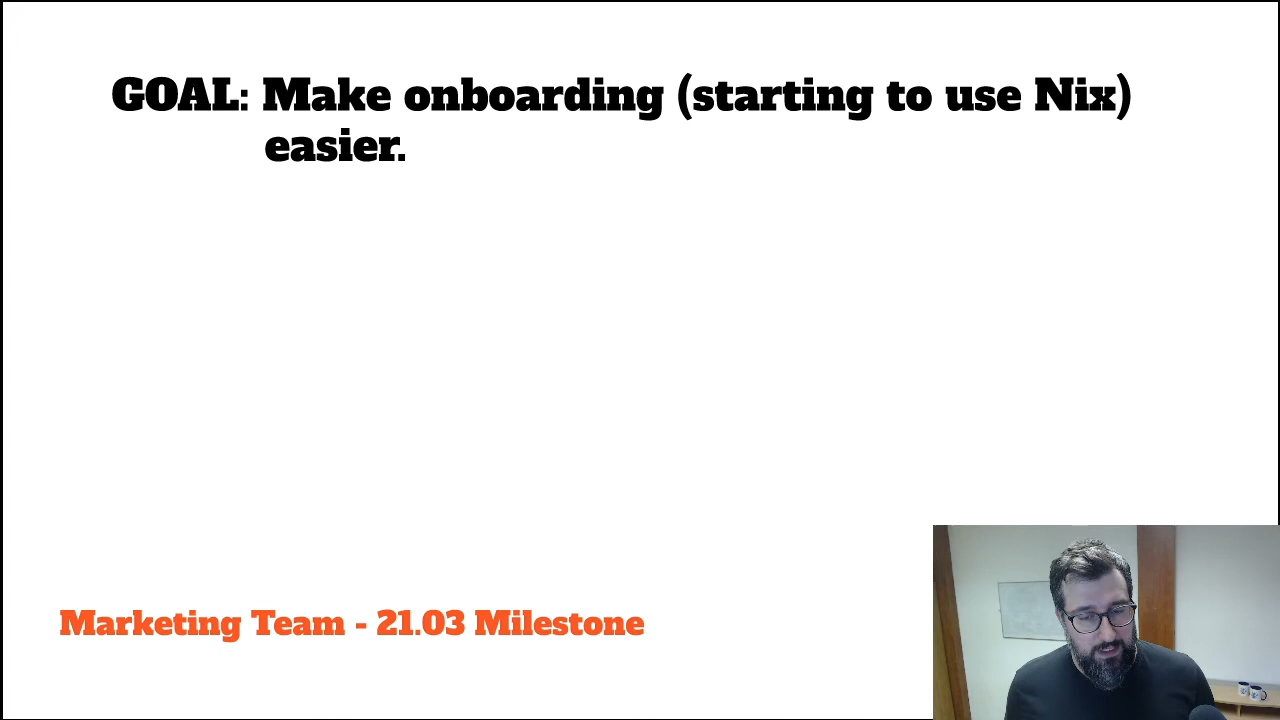 GOAL: Make onboarding (starting to use Nix)
easier.
Marketing Team - 21.03 Milestone